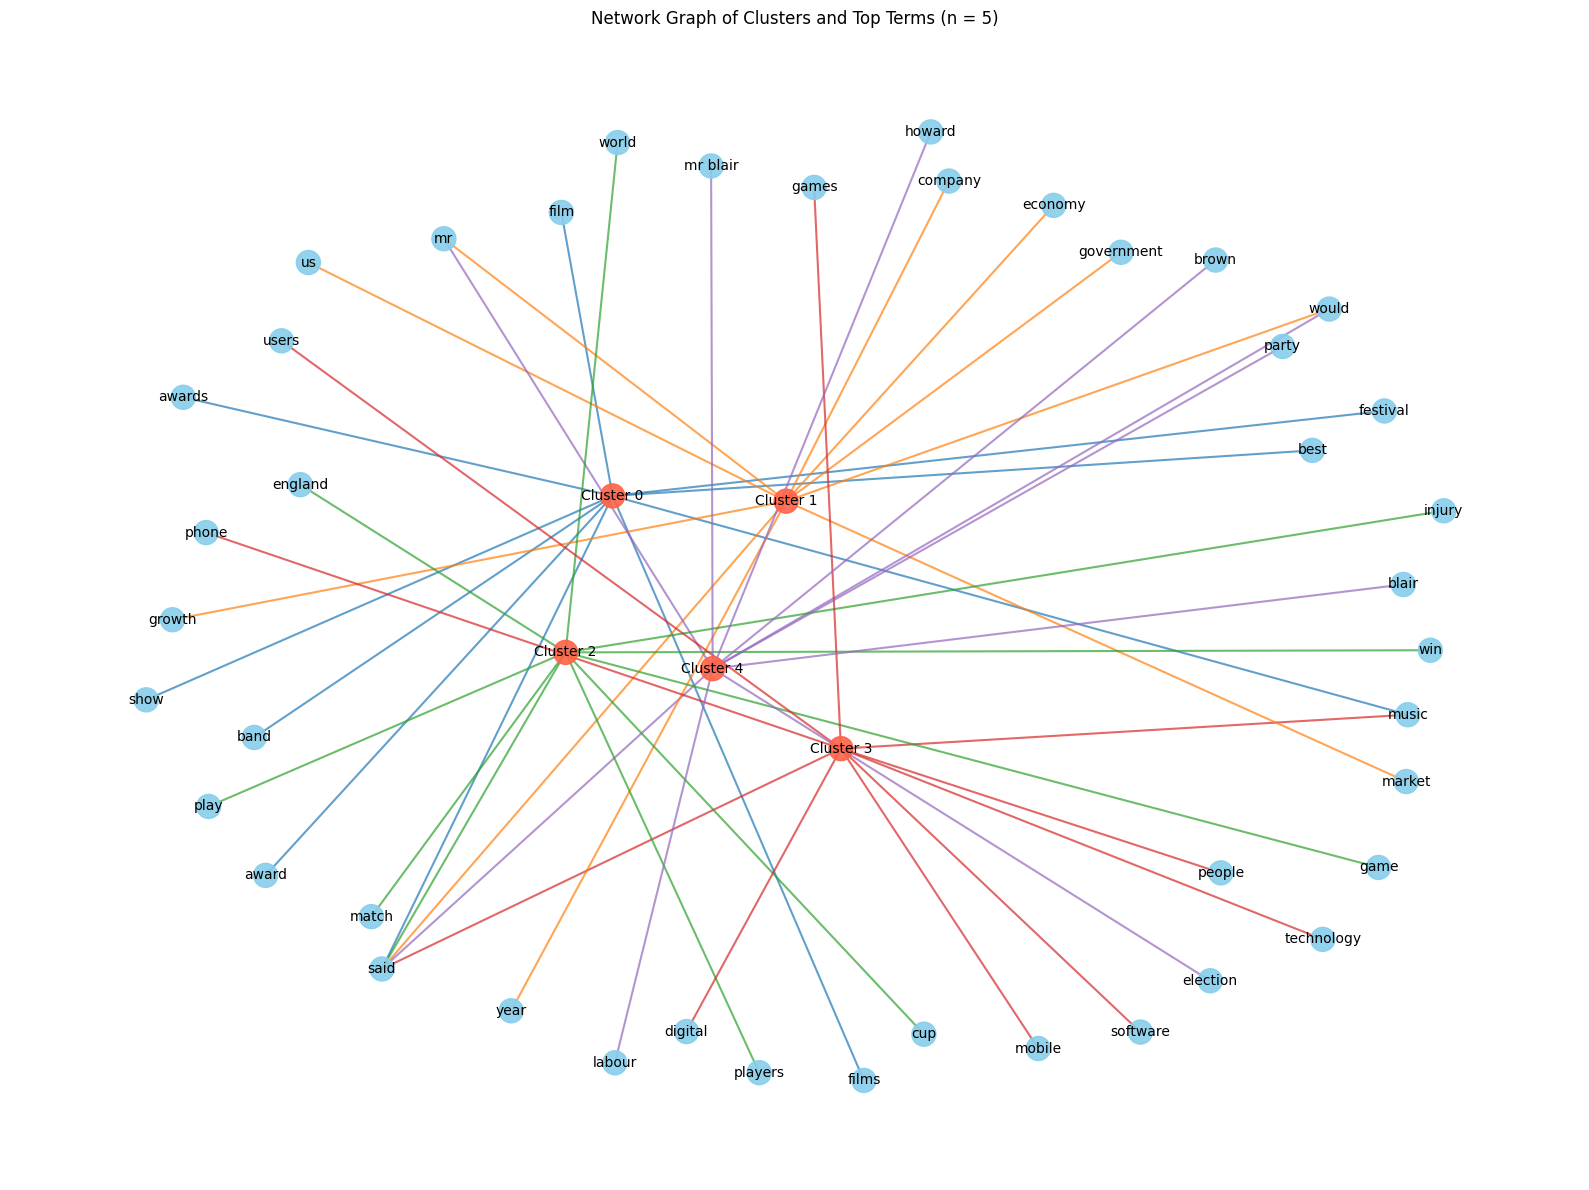 Network Graph of Clusters and Top Terms (n = 5)
howard
world
mr blair
company
games
economy
film
mr
government
brown
us
would
users
party
awards
festival
best
england
Cluster 0
Cluster 1
injury
phone
blair
growth
win
Cluster 2
Cluster 4
show
music
band
Cluster 3
market
play
game
people
award
match
technology
said
election
year
digital
software
cup
mobile
labour
players
films